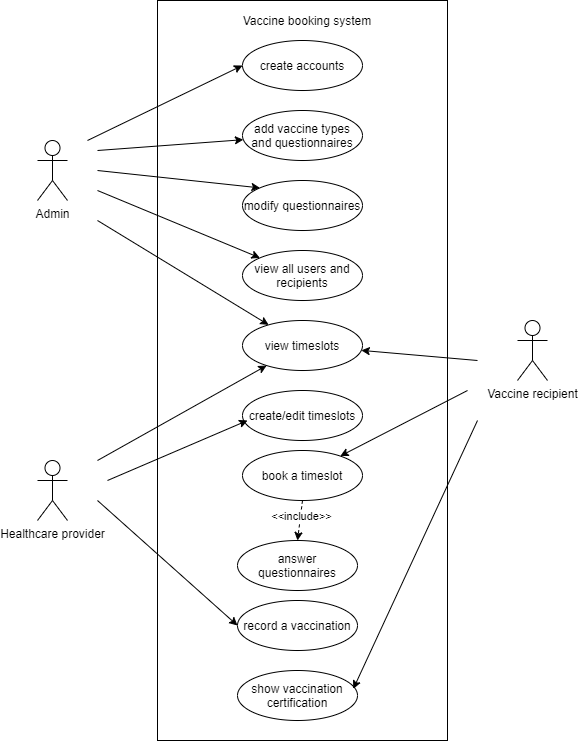 Vaccine booking system
create accounts
add vaccine types
and questionnaires
modify questionnaires
Admin
view all users and
recipients
view timeslots
Vaccine recipient
create/edit timeslots
book a timeslot
<<include>>
Healthcare provider
answer
questionnaires
record a vaccination
show vaccination
certification